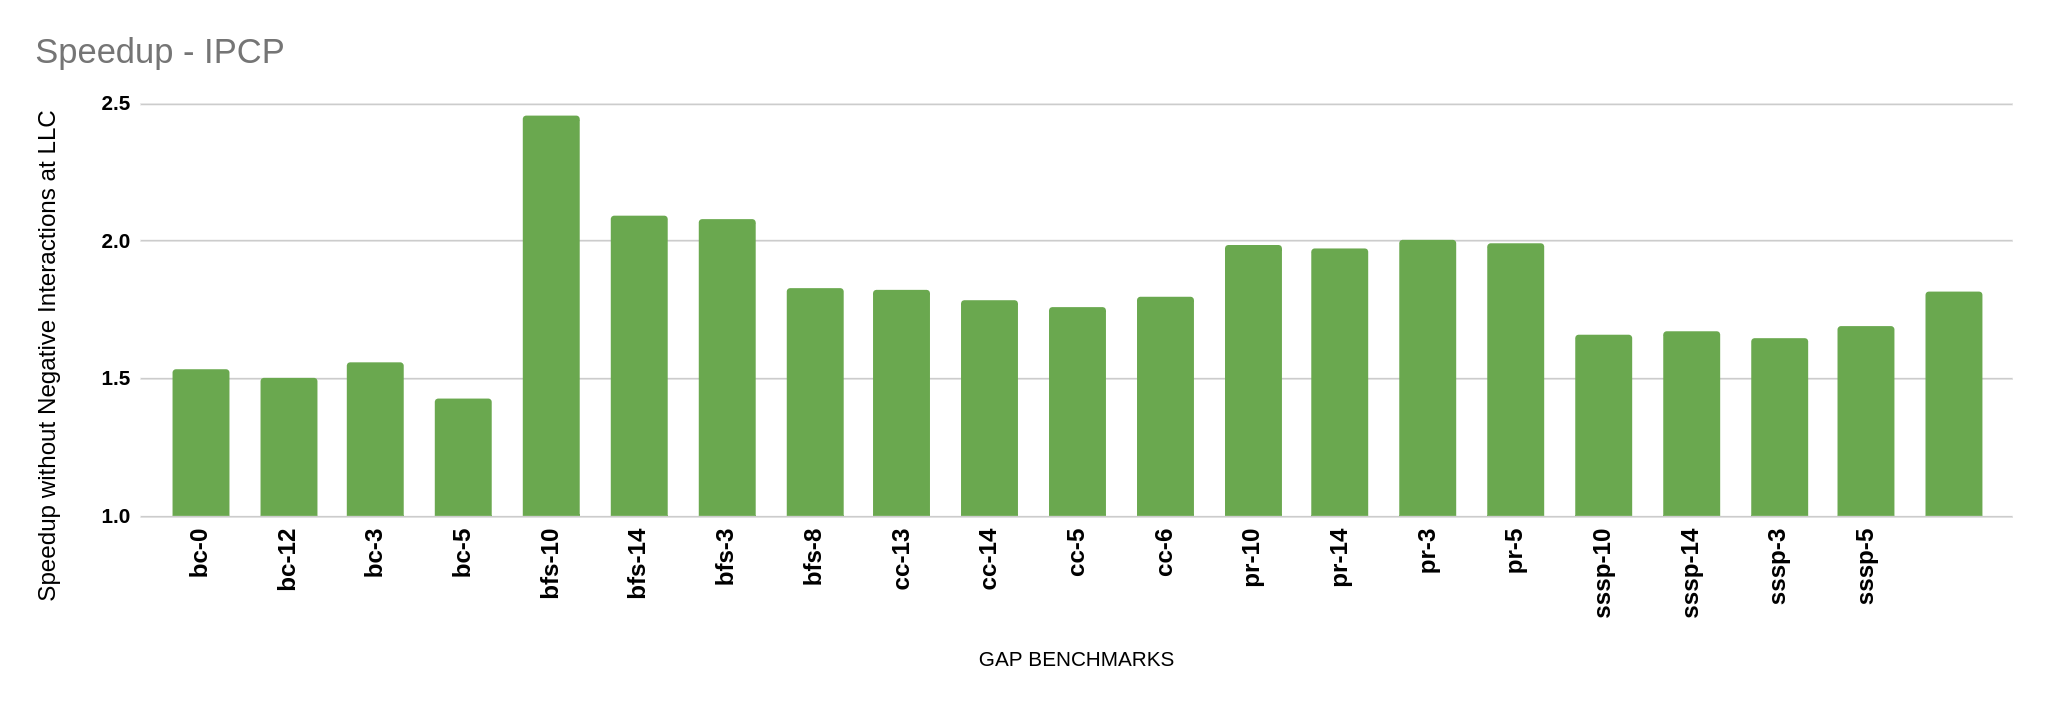 Speedup - IPCP
Speedup without Negative Interactions at LLC
2.5
2.0
1.5
1.0
bc-0
bc-12
bc-3
bc-5
bfs-10
bfs-14
bfs-3
bfs-8
cc-13
cc-14
cc-5
cc-6
pr-10
pr-14
pr-3
pr-5
sssp-10
sssp-14
sssp-3
sssp-5
GAP BENCHMARKS